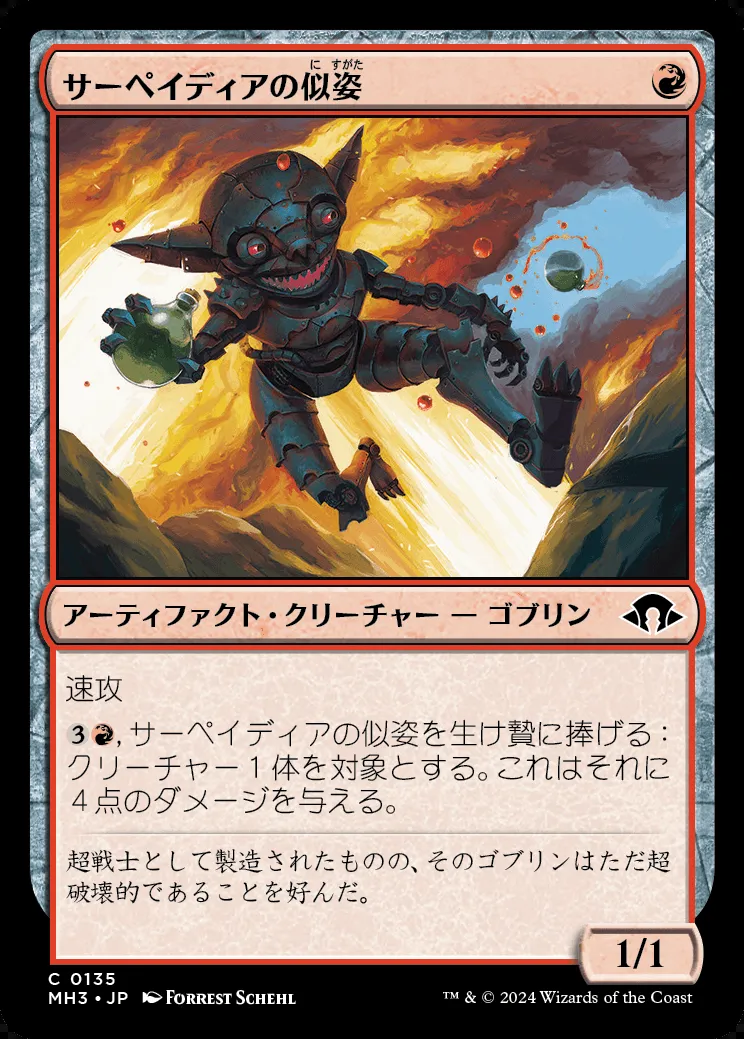 サーペイディアの似姿
に すがた
アーティファクト・クリーチャー ― ゴブリン
速攻
3, サーペイディアの似姿を生け贄に捧げる：
クリーチャー１体を対象とする。これはそれに
４点のダメージを与える。
超戦士として製造されたものの、そのゴブリンはただ超
破壊的であることを好んだ。
1/1
C 0135
MH3 • JP Forrest Schehl
™ & © 2024 Wizards of the Coast